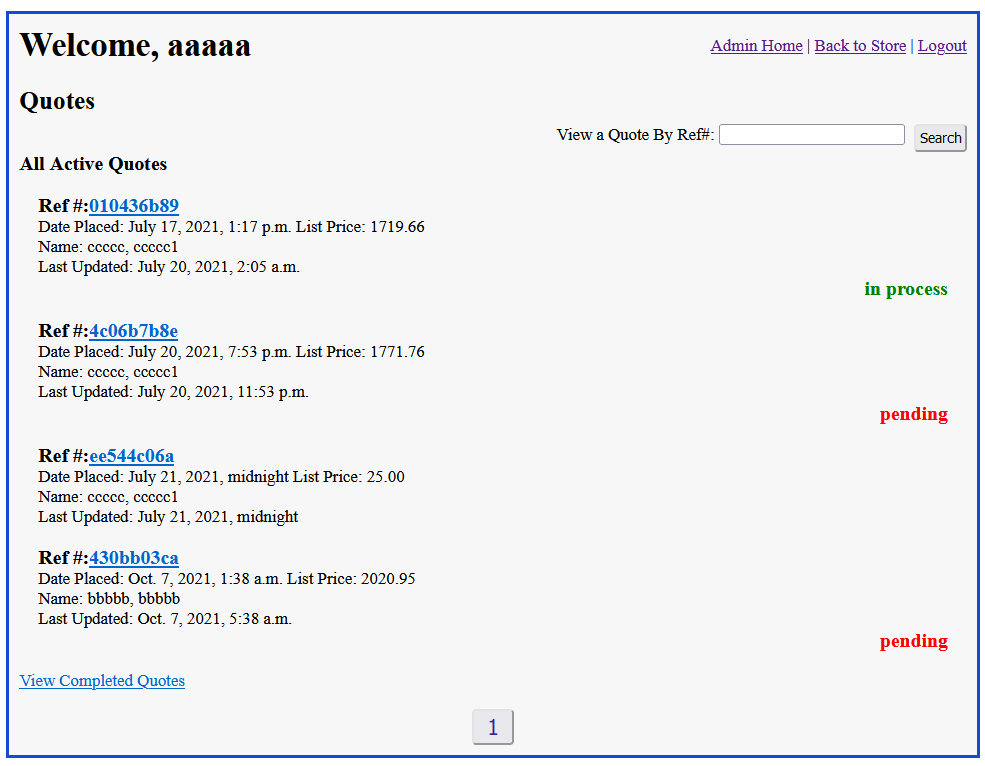 Welcome, aaaaa
Admin Home | Back to Store | Logout
Quotes
View a Quote By Ref#: Search
All Active Quotes
Ref #:010436b89
Date Placed: July 17, 2021, 1:17 p.m. List Price: 1719.66
Name: ccccc, ccccc1
Last Updated: July 20, 2021, 2:05 a.m.
in process
Ref #:4c06b7b8e
Date Placed: July 20, 2021, 7:53 p.m. List Price: 1771.76
Name: ccccc, ccccc1
Last Updated: July 20, 2021, 11:53 p.m.
pending
Ref #:ee544c06a
Date Placed: July 21, 2021, midnight List Price: 25.00
Name: ccccc, ccccc1
Last Updated: July 21, 2021, midnight
Ref #:430bb03ca
Date Placed: Oct. 7, 2021, 1:38 a.m. List Price: 2020.95
Name: bbbbb, bbbbb
Last Updated: Oct. 7, 2021, 5:38 a.m.
pending
View Completed Quotes
1